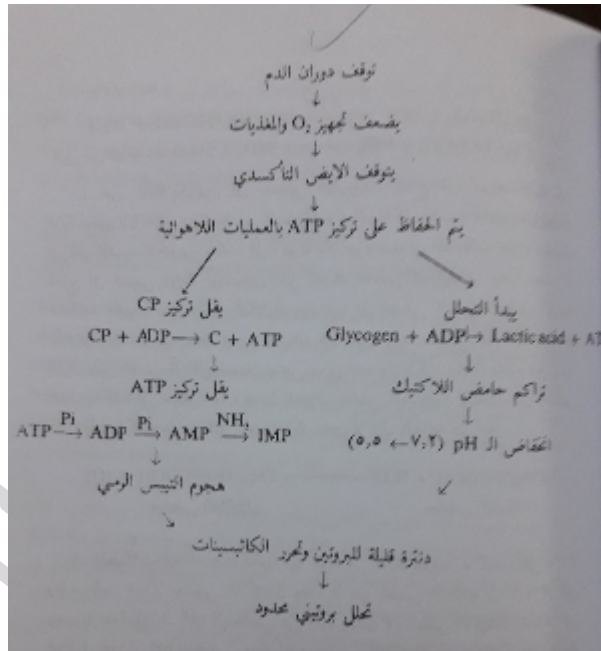 توقف دوران الدم
↓
يضعف تجهيز O₂ والمغذيات
↓
يتوقف الايض التأكسدي
↓
يتم الحفاظ على تركيز ATP بالعمليات اللاهوائية
يبدأ التحلل
Glycogen + ADP → Lactic acid + AT
↓
تراكم حامض اللاكتيك
↓
انخفاض الـ pH (٧,٢ → ٥,٥)
يقل تركيز CP
CP + ADP → C + ATP
↓
يقل تركيز ATP
ATP —Pi→ ADP —Pi→ AMP —NH₃→ IMP
↓
هجوم التيبس الرمي
دنترة قليلة للبروتين وتحرر الكاثبسينات
↓
تحلل بروتيني محدود